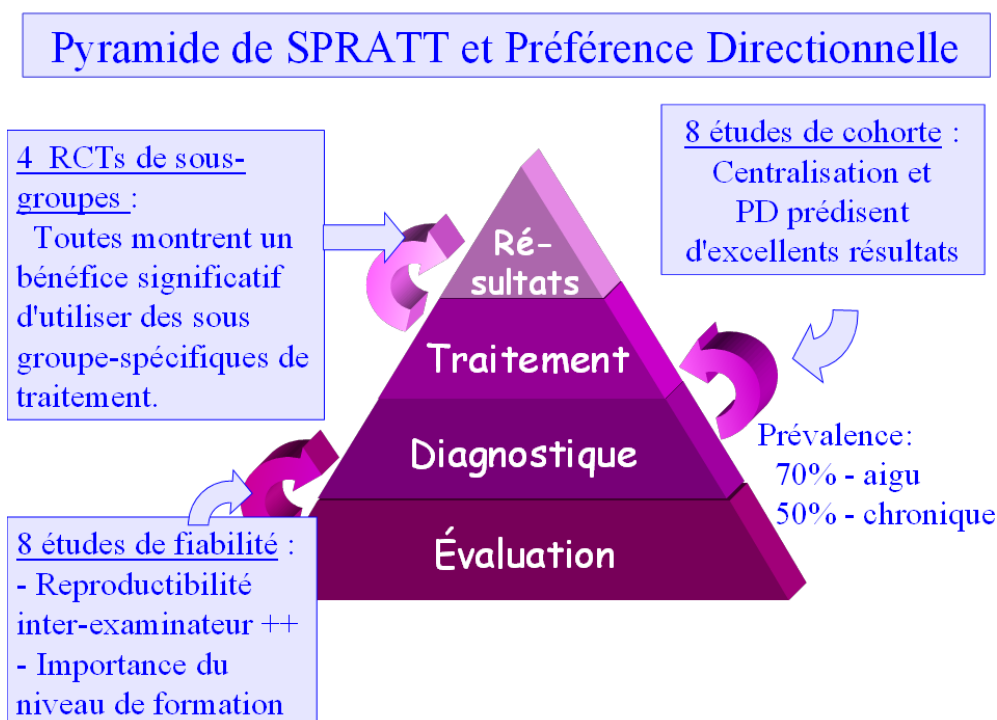 Pyramide de SPRATT et Préférence Directionnelle
4 RCTs de sous-
groupes :
Toutes montrent un
bénéfice significatif
d'utiliser des sous
groupe-spécifiques de
traitement.
8 études de cohorte :
Centralisation et
PD prédisent
d'excellents résultats
Ré-
sultats
Traitement
Diagnostique
Évaluation
Prévalence:
70% - aigu
50% - chronique
8 études de fiabilité :
- Reproductibilité
inter-examinateur ++
- Importance du
niveau de formation